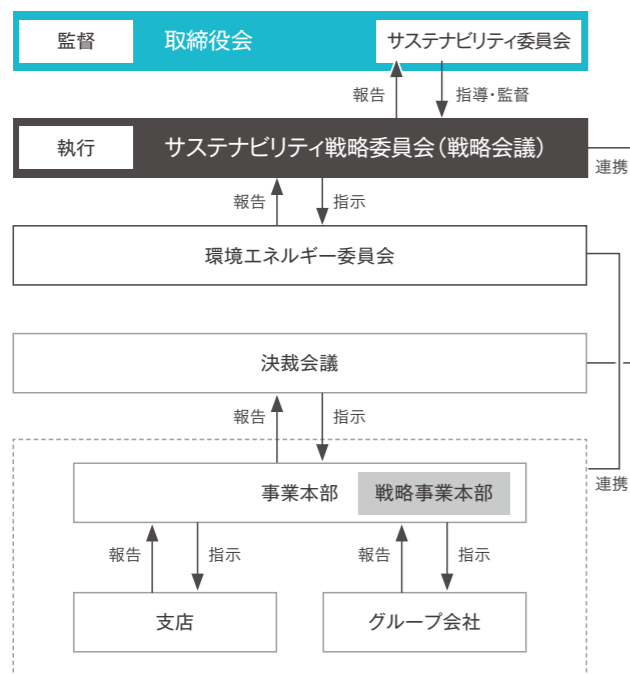 監督
取締役会
サステナビリティ委員会
報告
指導・監督
執行
サステナビリティ戦略委員会(戦略会議)
連携
報告
指示
環境エネルギー委員会
決裁会議
報告
指示
事業本部
戦略事業本部
連携
報告
指示
報告
指示
支店
グループ会社